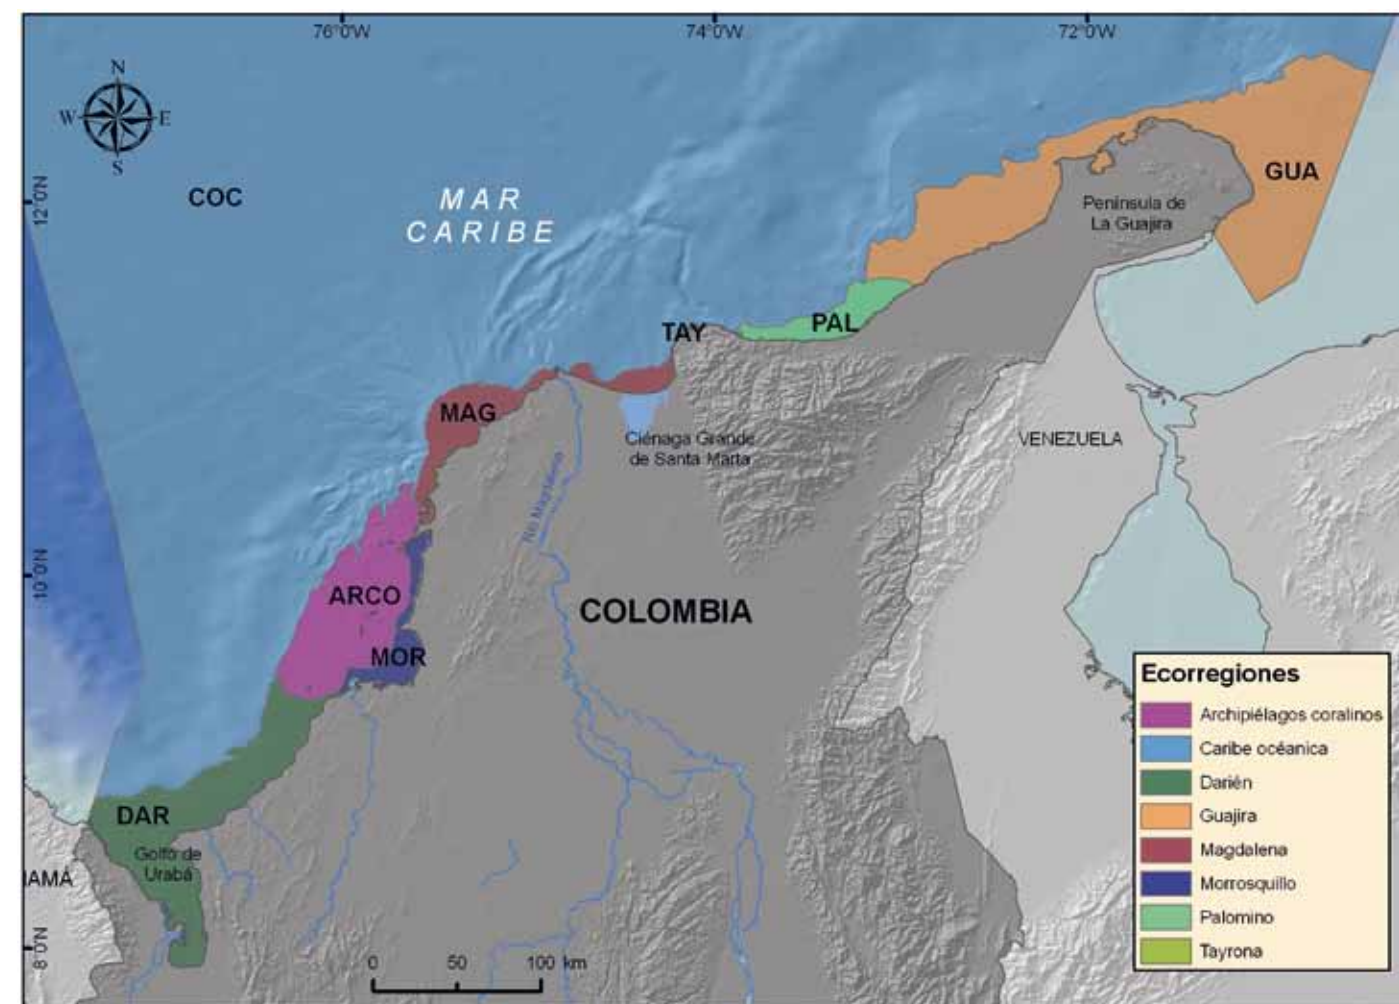 76°0'W
74°0'W
72°0'W
N
W
E
S
12°0'N
10°0'N
8°0'N
COC
MAR
CARIBE
GUA
Península de
La Guajira
PAL
TAY
MAG
Ciénaga Grande
de Santa Marta
VENEZUELA
Río Magdalena
ARCO
COLOMBIA
MOR
DAR
Golfo de
Urabá
IAMÁ
0
50
100 km
Ecorregiones
Archipiélagos coralinos
Caribe océanica
Darién
Guajira
Magdalena
Morrosquillo
Palomino
Tayrona